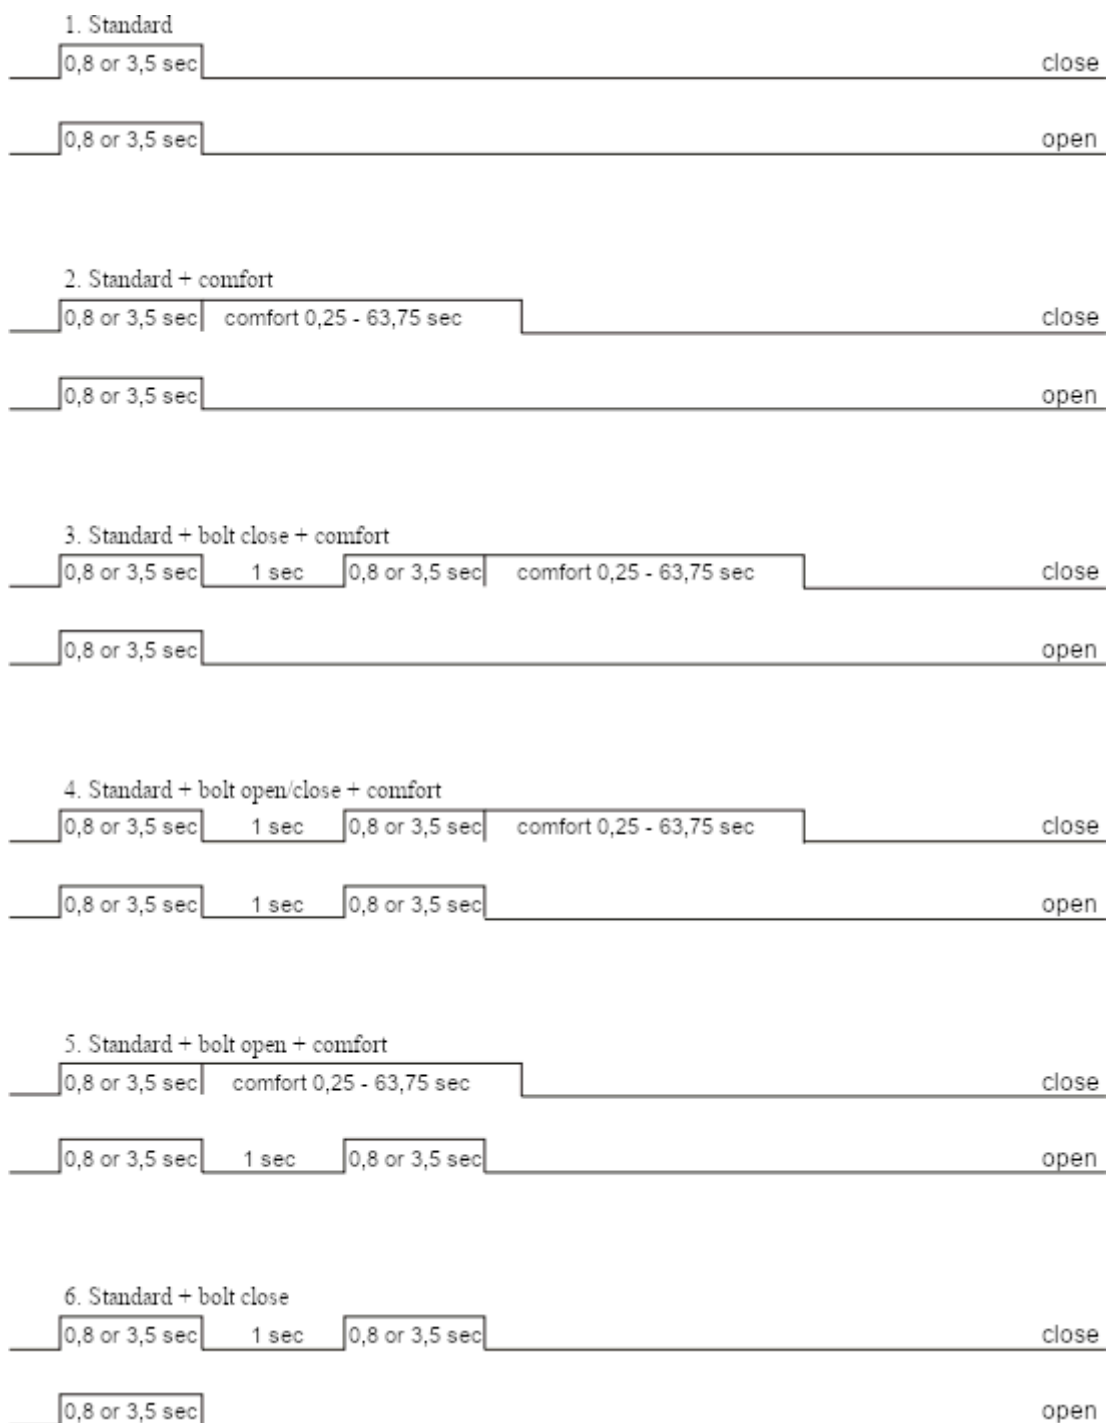 1. Standard
0,8 or 3,5 sec close
0,8 or 3,5 sec open
2. Standard + comfort
0,8 or 3,5 sec comfort 0,25 - 63,75 sec close
0,8 or 3,5 sec open
3. Standard + bolt close + comfort
0,8 or 3,5 sec 1 sec 0,8 or 3,5 sec comfort 0,25 - 63,75 sec close
0,8 or 3,5 sec open
4. Standard + bolt open/close + comfort
0,8 or 3,5 sec 1 sec 0,8 or 3,5 sec comfort 0,25 - 63,75 sec close
0,8 or 3,5 sec 1 sec 0,8 or 3,5 sec open
5. Standard + bolt open + comfort
0,8 or 3,5 sec comfort 0,25 - 63,75 sec close
0,8 or 3,5 sec 1 sec 0,8 or 3,5 sec open
6. Standard + bolt close
0,8 or 3,5 sec 1 sec 0,8 or 3,5 sec close
0,8 or 3,5 sec open